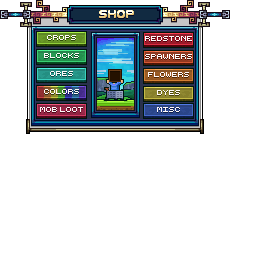 SHOP
CROPS
BLOCKS
ORES
COLORS
MOB LOOT
REDSTONE
SPAWNERS
FLOWERS
DYES
MISC